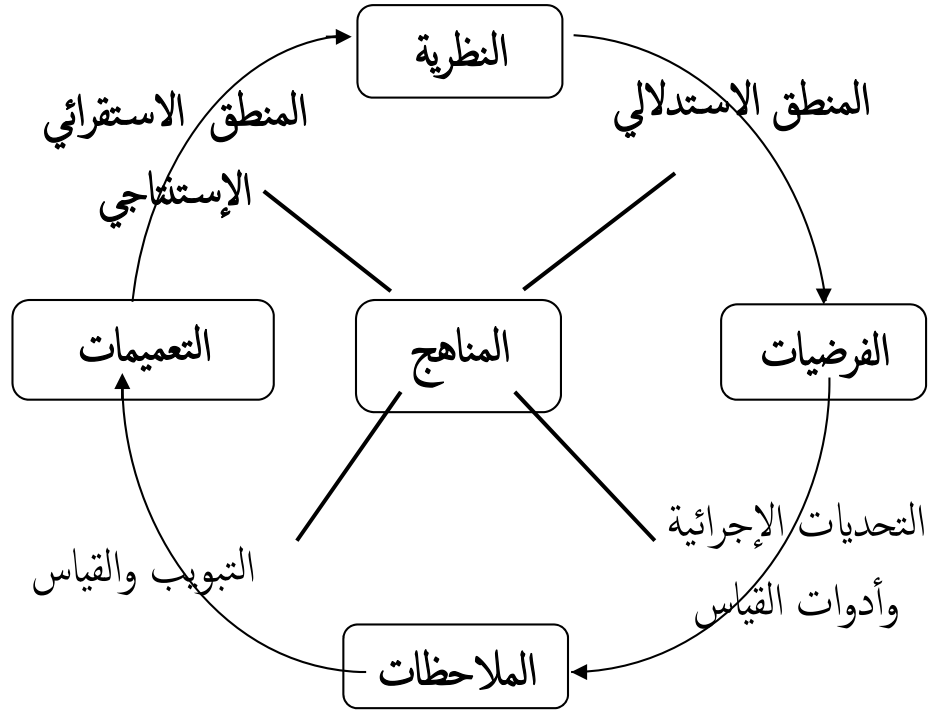 النظرية
المنطق الاستدلالي
المنطق الاستقرائي
الإستنتاجي
التعميمات
المناهج
الفرضيات
التحديات الإجرائية
وأدوات القياس
التبويب والقياس
الملاحظات